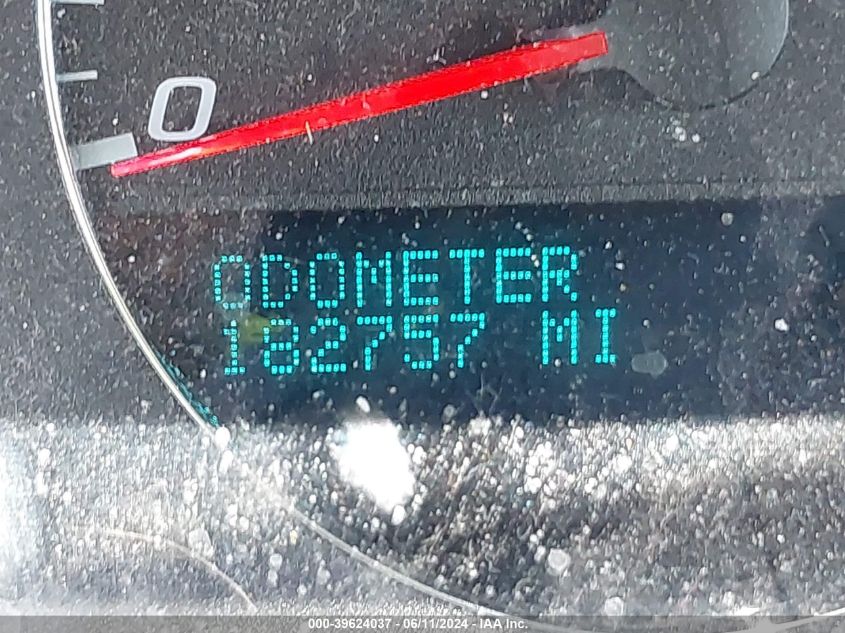 0
ODOMETER
182757 MI
000-39624037 - 06/11/2024 - IAA Inc.